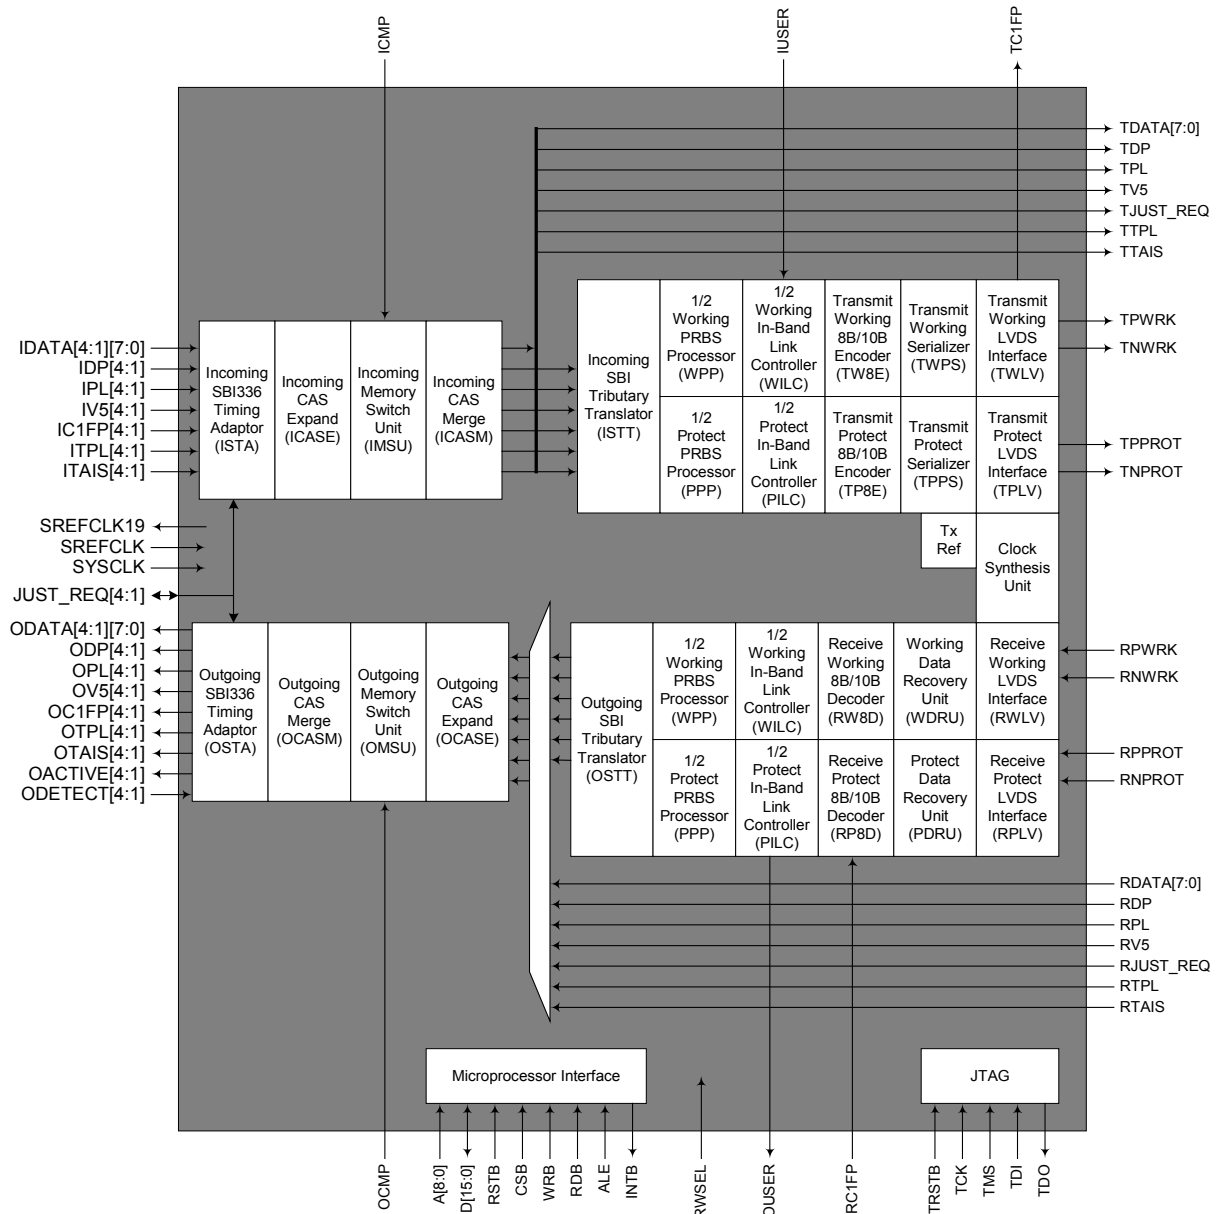 ICMP
IUSER
TC1FP
TDATA[7:0]
TDP
TPL
TV5
TJUST_REQ
TTPL
TTAIS
IDATA[4:1][7:0]
IDP[4:1]
IPL[4:1]
IV5[4:1]
IC1FP[4:1]
ITPL[4:1]
ITAIS[4:1]
Incoming
SBI336
Timing
Adaptor
(ISTA)
Incoming
CAS
Expand
(ICASE)
Incoming
Memory
Switch
Unit
(IMSU)
Incoming
CAS
Merge
(ICASM)
Incoming
SBI
Tributary
Translator
(ISTT)
1/2
Working
PRBS
Processor
(WPP)
1/2
Working
In-Band
Link
Controller
(WILC)
Transmit
Working
8B/10B
Encoder
(TW8E)
Transmit
Working
Serializer
(TWPS)
Transmit
Working
LVDS
Interface
(TWLV)
TPWRK
TNWRK
1/2
Protect
PRBS
Processor
(PPP)
1/2
Protect
In-Band
Link
Controller
(PILC)
Transmit
Protect
8B/10B
Encoder
(TP8E)
Transmit
Protect
Serializer
(TPPS)
Transmit
Protect
LVDS
Interface
(TPLV)
TPPROT
TNPROT
SREFCLK19
SREFCLK
SYSCLK
JUST_REQ[4:1]
Tx
Ref
Clock
Synthesis
Unit
ODATA[4:1][7:0]
ODP[4:1]
OPL[4:1]
OV5[4:1]
OC1FP[4:1]
OTPL[4:1]
OTAIS[4:1]
OACTIVE[4:1]
ODETECT[4:1]
Outgoing
SBI336
Timing
Adaptor
(OSTA)
Outgoing
CAS
Merge
(OCASM)
Outgoing
Memory
Switch
Unit
(OMSU)
Outgoing
CAS
Expand
(OCASE)
Outgoing
SBI
Tributary
Translator
(OSTT)
1/2
Working
PRBS
Processor
(WPP)
1/2
Working
In-Band
Link
Controller
(WILC)
Receive
Working
8B/10B
Decoder
(RW8D)
Working
Data
Recovery
Unit
(WDRU)
Receive
Working
LVDS
Interface
(RWLV)
RPWRK
RNWRK
1/2
Protect
PRBS
Processor
(PPP)
1/2
Protect
In-Band
Link
Controller
(PILC)
Receive
Protect
8B/10B
Decoder
(RP8D)
Protect
Data
Recovery
Unit
(PDRU)
Receive
Protect
LVDS
Interface
(RPLV)
RPPROT
RNPROT
RDATA[7:0]
RDP
RPL
RV5
RJUST_REQ
RTPL
RTAIS
Microprocessor Interface
JTAG
OCMP
A[8:0]
D[15:0]
RSTB
CSB
WRB
RDB
ALE
INTB
RWSEL
OUSER
RC1FP
TRSTB
TCK
TMS
TDI
TDO